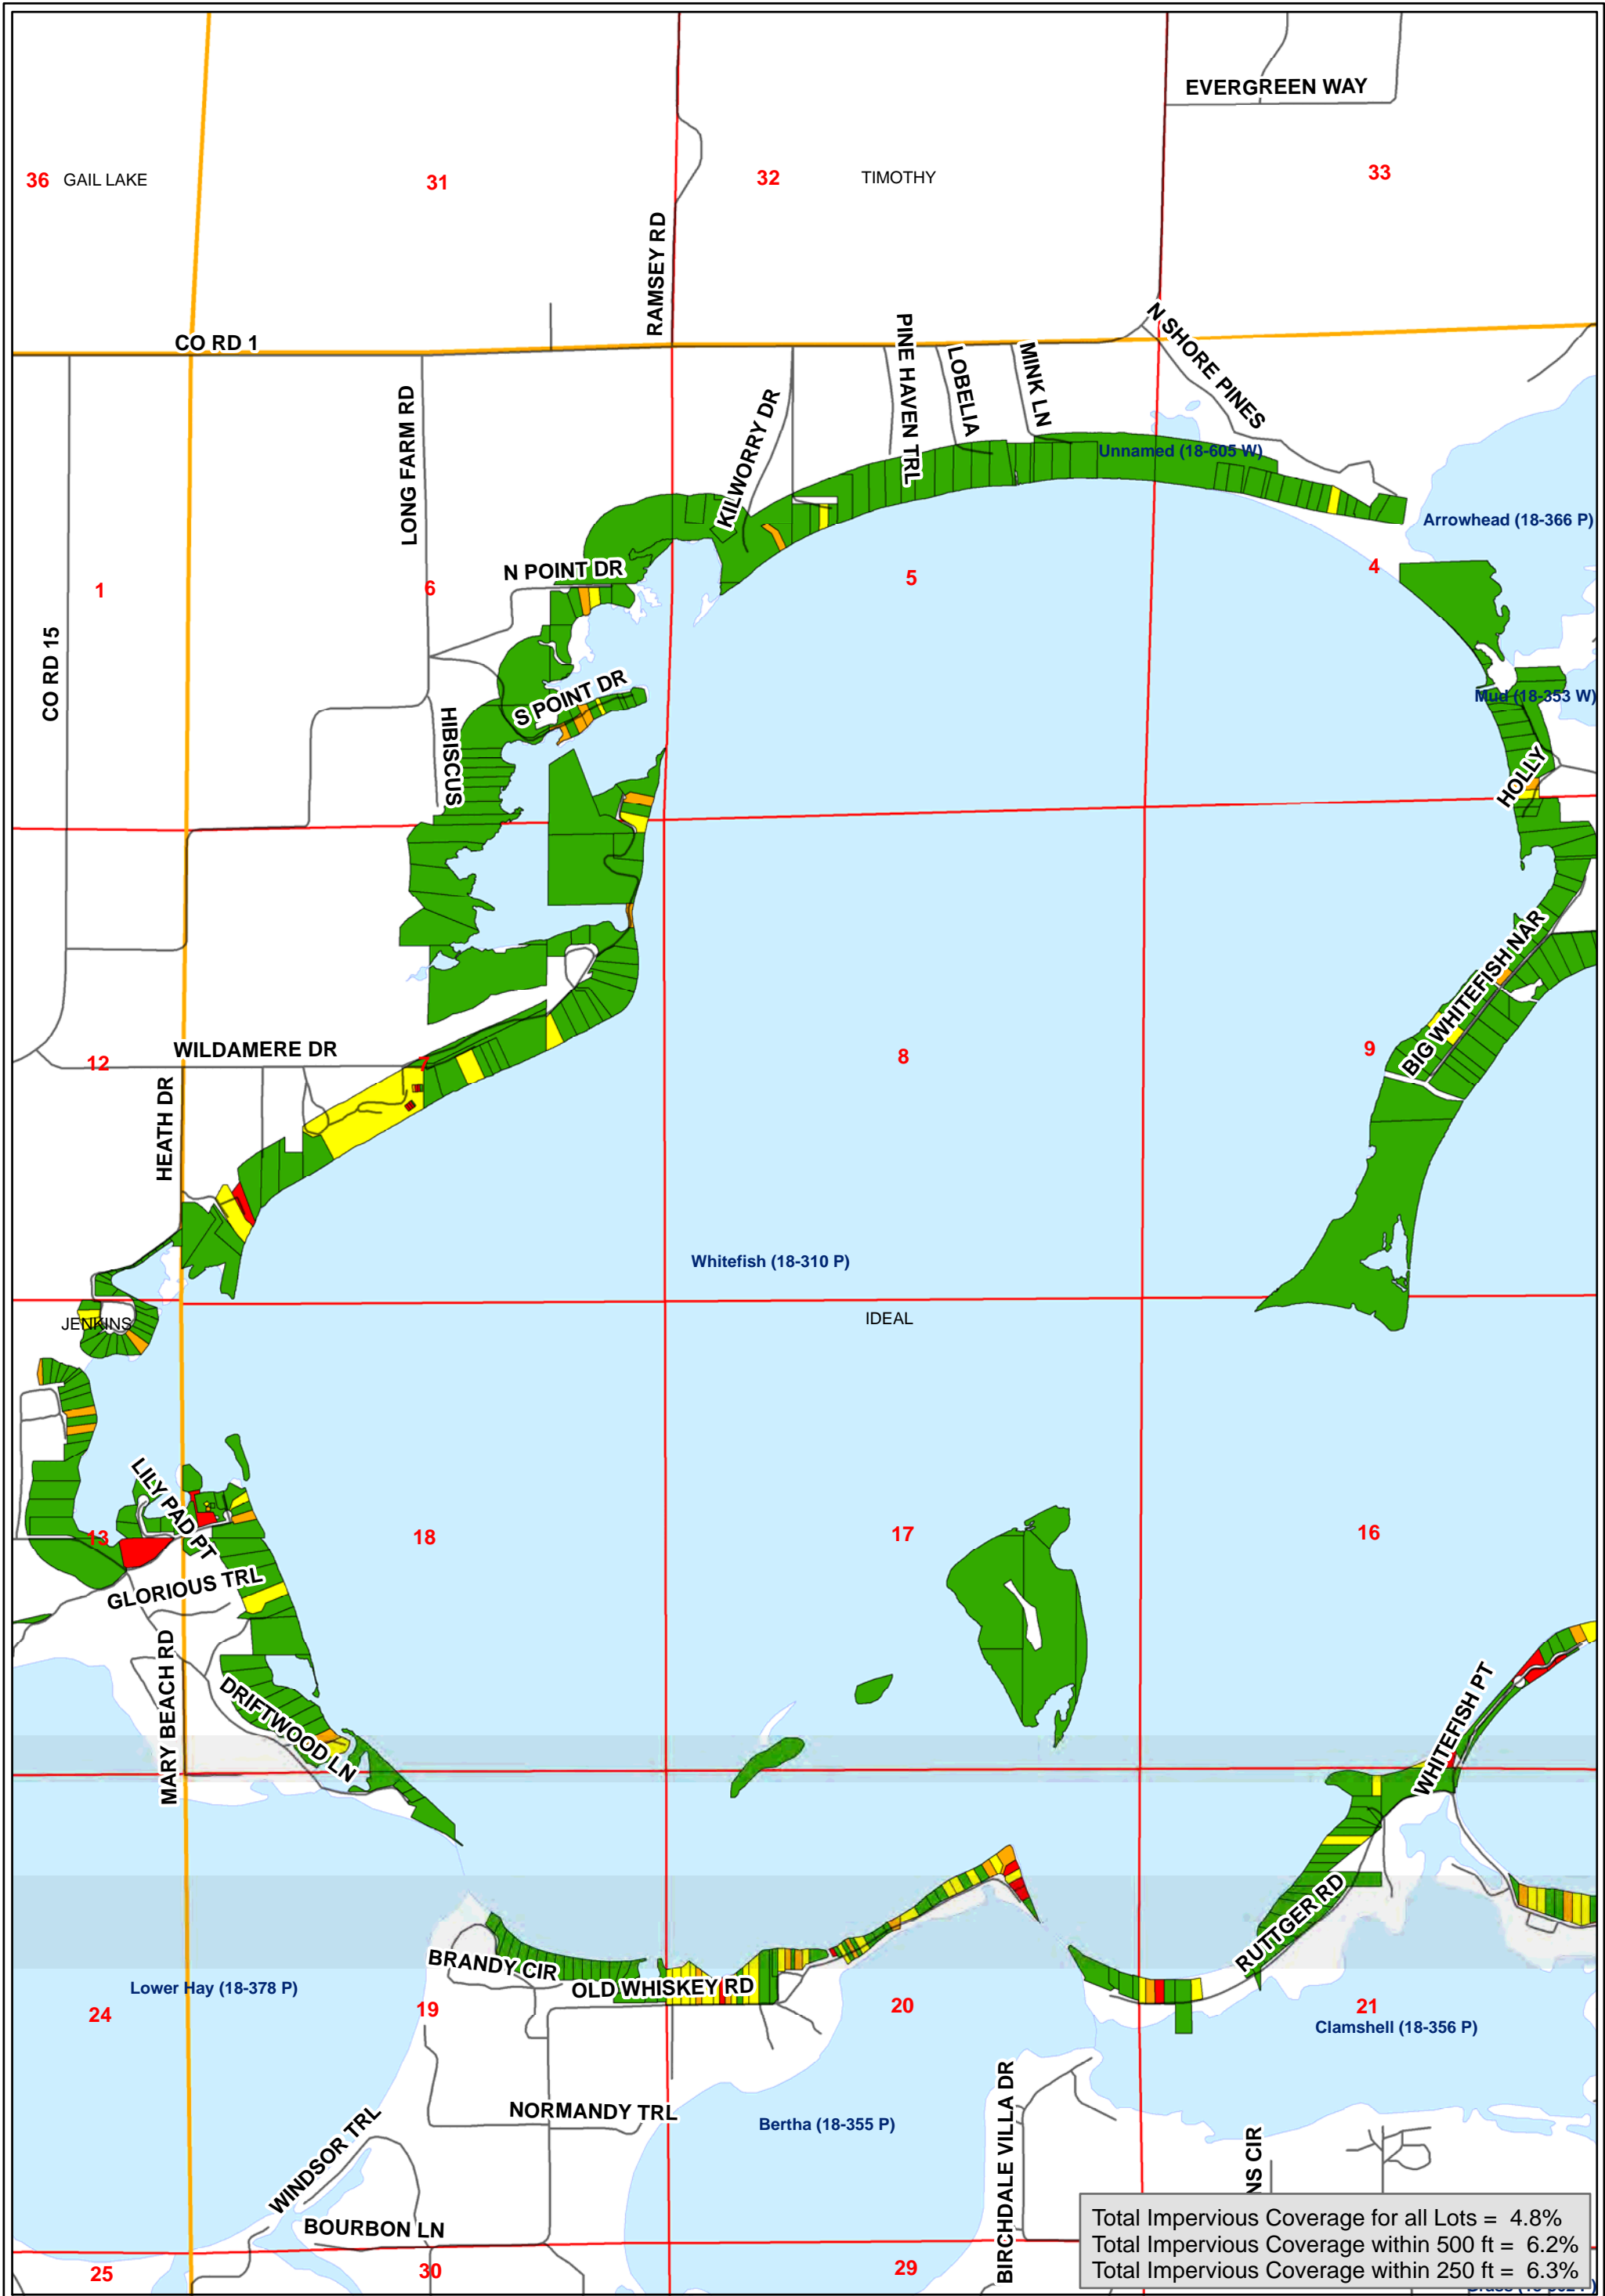 EVERGREEN WAY
36 GAIL LAKE
31
32
TIMOTHY
33
RAMSEY RD
CO RD 1
N SHORE PINES
PINE HAVEN TRL
LOBELIA
MINK LN
LONG FARM RD
KILWORRY DR
Unnamed (18-605 W)
Arrowhead (18-366 P)
N POINT DR
1
6
5
4
CO RD 15
S POINT DR
Mud (18-353 W)
HIBISCUS
HOLLY
BIG WHITEFISH NAR
WILDAMERE DR
12
7
8
9
HEATH DR
Whitefish (18-310 P)
JENKINS
IDEAL
LILY PAD PT
13
18
17
16
GLORIOUS TRL
MARY BEACH RD
DRIFTWOOD LN
WHITEFISH PT
RUTTGER RD
BRANDY CIR
OLD WHISKEY RD
Lower Hay (18-378 P)
24
19
20
21
Clamshell (18-356 P)
NORMANDY TRL
Bertha (18-355 P)
BIRCHDALE VILLA DR
WINDSOR TRL
NS CIR
BOURBON LN
25
30
29
Total Impervious Coverage for all Lots = 4.8%
Total Impervious Coverage within 500 ft = 6.2%
Total Impervious Coverage within 250 ft = 6.3%